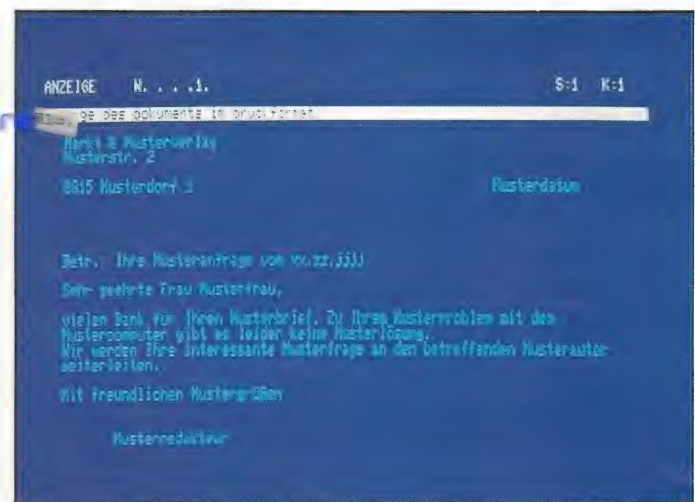 ANZEIGE W. . . .1. S:1 K:1
ge des Dokuments im Druckformat
Markt & Musterverlag
Musterstr. 2
0815 Musterdorf 1 Musterdatum
Betr. Ihre Musteranfrage vom xx.zz.jjjj
Sehr geehrte Frau Musterfrau,
vielen Dank für Ihren Musterbrief. Zu Ihrem Musterproblem mit dem
Mustercomputer gibt es leider keine Musterlösung.
Wir werden Ihre interessante Musterfrage an den betreffenden Musterautor
weiterleiten.
Mit freundlichen Mustergrüßen
Musterredakteur